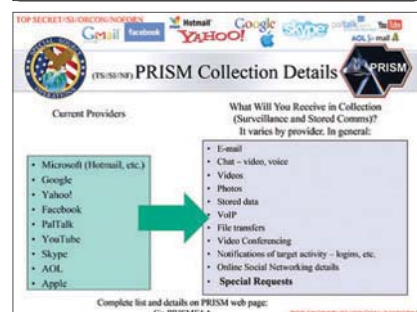 TOP SECRET//SI/ORCON/NOFORN
Hotmail
Gmail facebook YAHOO! Google skype paltalk YouTube
AOL mail
(TS//SI//NF) PRISM Collection Details
PRISM
Current Providers
What Will You Receive in Collection
(Surveillance and Stored Comms)?
It varies by provider. In general:
• Microsoft (Hotmail, etc.)
• Google
• Yahoo!
• Facebook
• PalTalk
• YouTube
• Skype
• AOL
• Apple
• E-mail
• Chat – video, voice
• Videos
• Photos
• Stored data
• VoIP
• File transfers
• Video Conferencing
• Notifications of target activity – logins, etc.
• Online Social Networking details
• Special Requests
Complete list and details on PRISM web page: